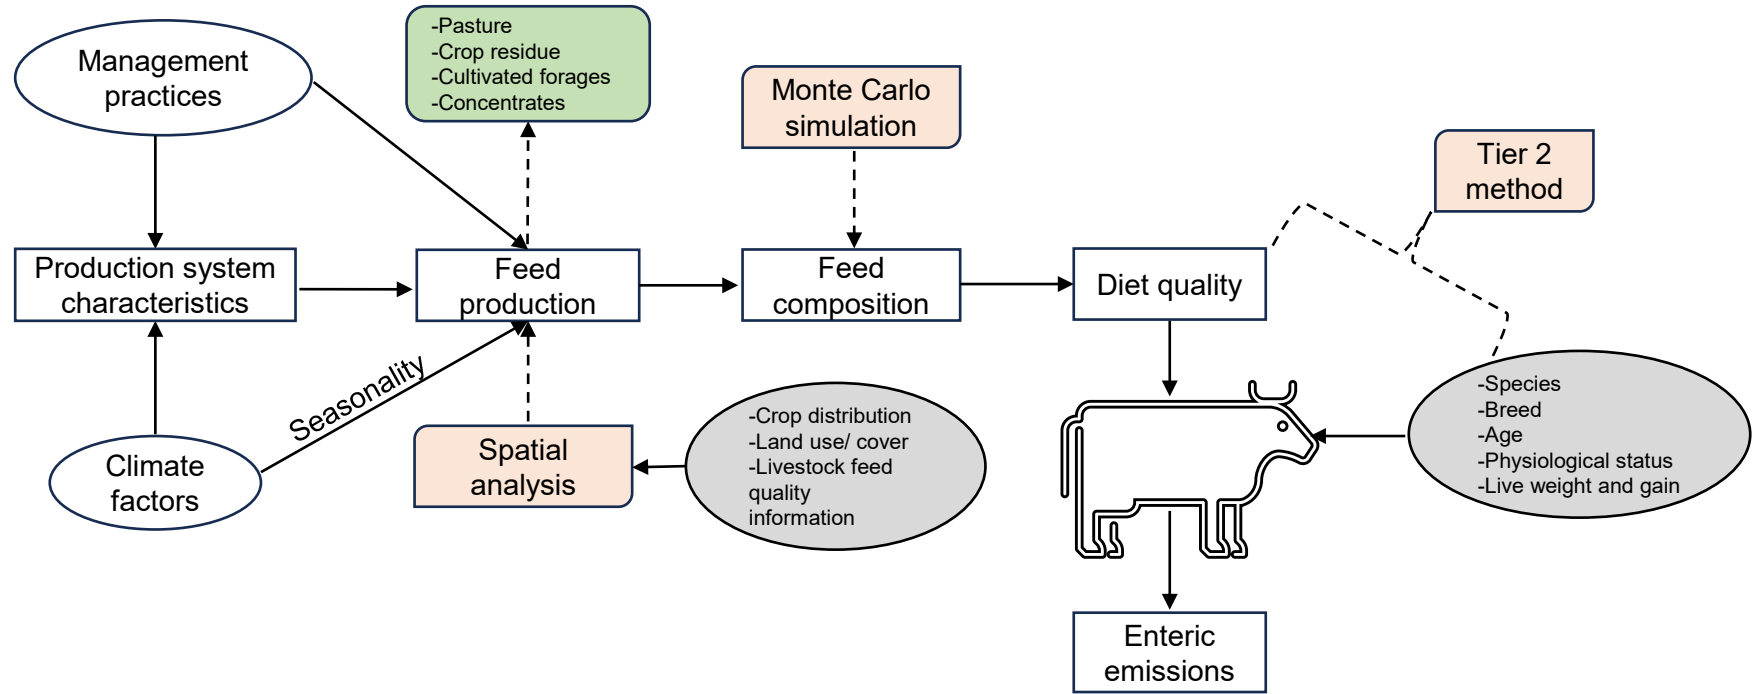 Management
practices
-Pasture
-Crop residue
-Cultivated forages
-Concentrates
Monte Carlo
simulation
Tier 2
method
Production system
characteristics
Feed
production
Feed
composition
Diet quality
Seasonality
Climate
factors
Spatial
analysis
-Crop distribution
-Land use/ cover
-Livestock feed
quality
information
-Species
-Breed
-Age
-Physiological status
-Live weight and gain
Enteric
emissions